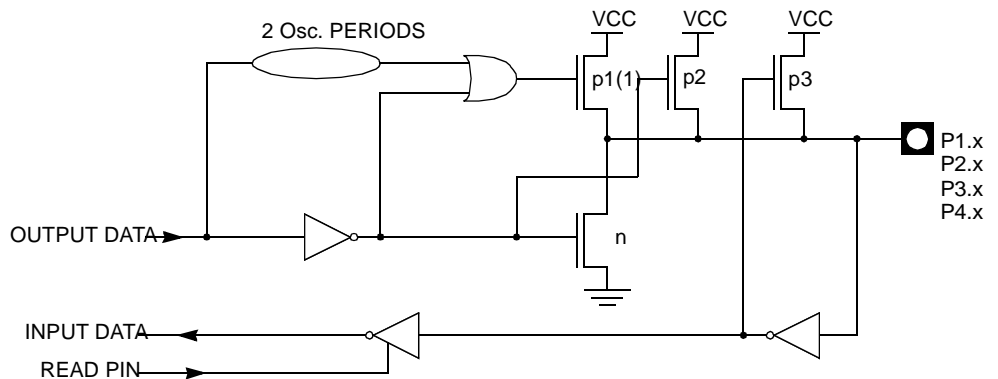 2 Osc. PERIODS
VCC
VCC
VCC
p1(1)
p2
p3
P1.x
P2.x
P3.x
P4.x
OUTPUT DATA
n
INPUT DATA
READ PIN